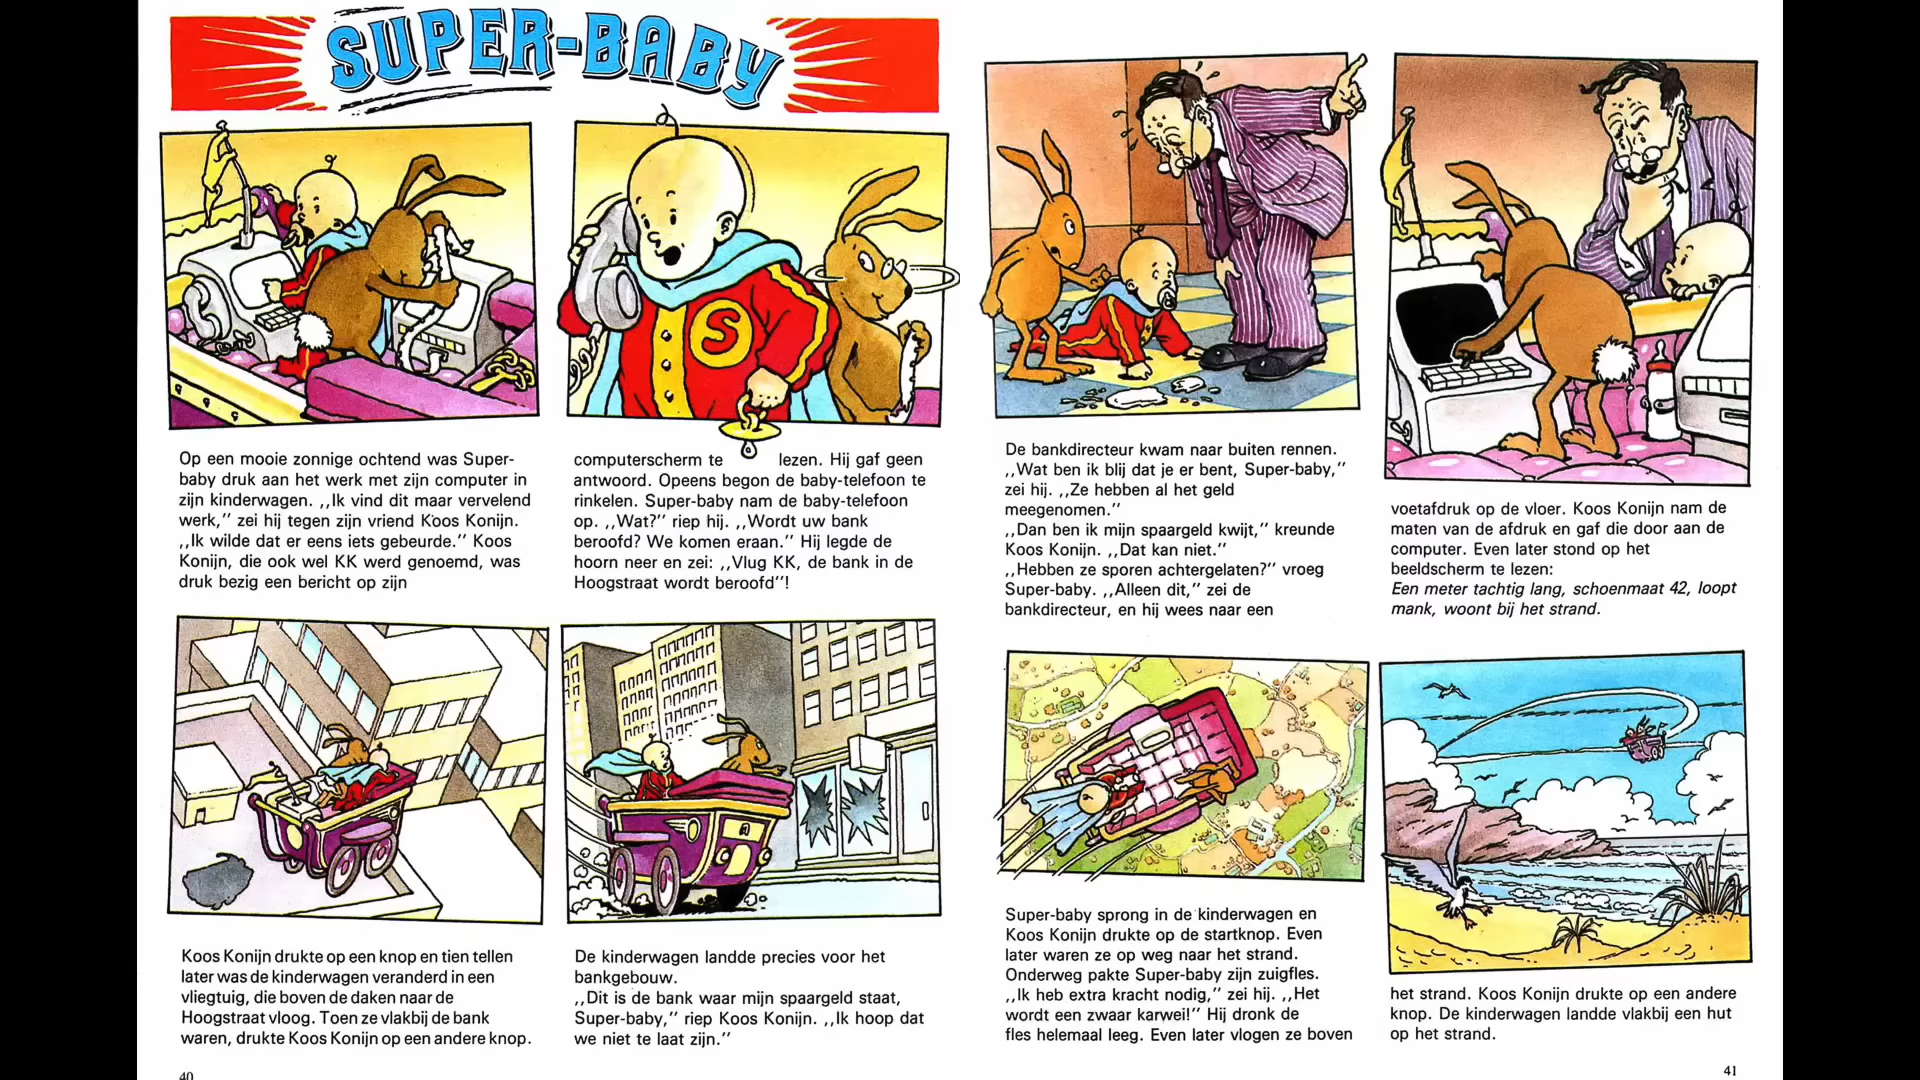 SUPER-BABY
S
Op een mooie zonnige ochtend was Super-
baby druk aan het werk met zijn computer in
zijn kinderwagen. ,,Ik vind dit maar vervelend
werk,” zei hij tegen zijn vriend Koos Konijn.
,,Ik wilde dat er eens iets gebeurde.” Koos
Konijn, die ook wel KK werd genoemd, was
druk bezig een bericht op zijn
computerscherm te lezen. Hij gaf geen
antwoord. Opeens begon de baby-telefoon te
rinkelen. Super-baby nam de baby-telefoon
op. ,,Wat?” riep hij. ,,Wordt uw bank
beroofd? We komen eraan.” Hij legde de
hoorn neer en zei: ,,Vlug KK, de bank in de
Hoogstraat wordt beroofd”!
Koos Konijn drukte op een knop en tien tellen
later was de kinderwagen veranderd in een
vliegtuig, die boven de daken naar de
Hoogstraat vloog. Toen ze vlakbij de bank
waren, drukte Koos Konijn op een andere knop.
De kinderwagen landde precies voor het
bankgebouw.
,,Dit is de bank waar mijn spaargeld staat,
Super-baby,” riep Koos Konijn. ,,Ik hoop dat
we niet te laat zijn.”
40
De bankdirecteur kwam naar buiten rennen.
,,Wat ben ik blij dat je er bent, Super-baby,”
zei hij. ,,Ze hebben al het geld
meegenomen.”
,,Dan ben ik mijn spaargeld kwijt,” kreunde
Koos Konijn. ,,Dat kan niet.”
,,Hebben ze sporen achtergelaten?” vroeg
Super-baby. ,,Alleen dit,” zei de
bankdirecteur, en hij wees naar een
voetafdruk op de vloer. Koos Konijn nam de
maten van de afdruk en gaf die door aan de
computer. Even later stond op het
beeldscherm te lezen:
Een meter tachtig lang, schoenmaat 42, loopt
mank, woont bij het strand.
Super-baby sprong in de kinderwagen en
Koos Konijn drukte op de startknop. Even
later waren ze op weg naar het strand.
Onderweg pakte Super-baby zijn zuigfles.
,,Ik heb extra kracht nodig,” zei hij. ,,Het
wordt een zwaar karwei!” Hij dronk de
fles helemaal leeg. Even later vlogen ze boven
het strand. Koos Konijn drukte op een andere
knop. De kinderwagen landde vlakbij een hut
op het strand.
41